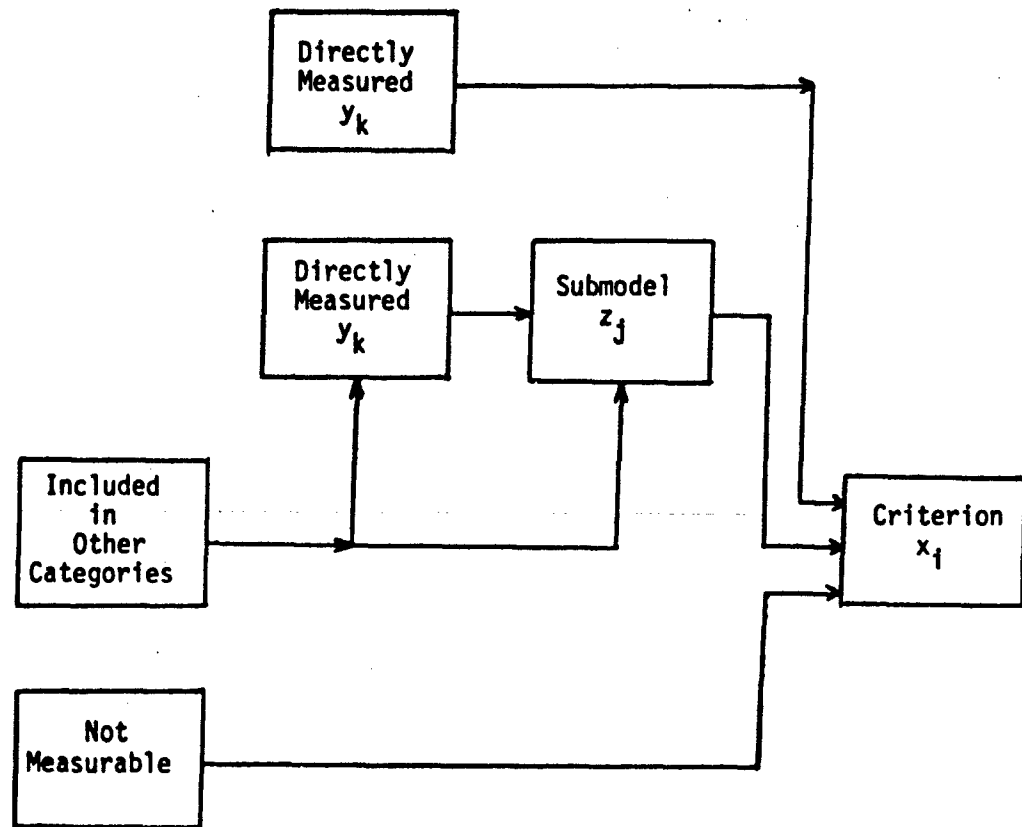 Directly
Measured
y_k
Directly
Measured
y_k
Submodel
z_j
Included
in
Other
Categories
Criterion
x_i
Not
Measurable